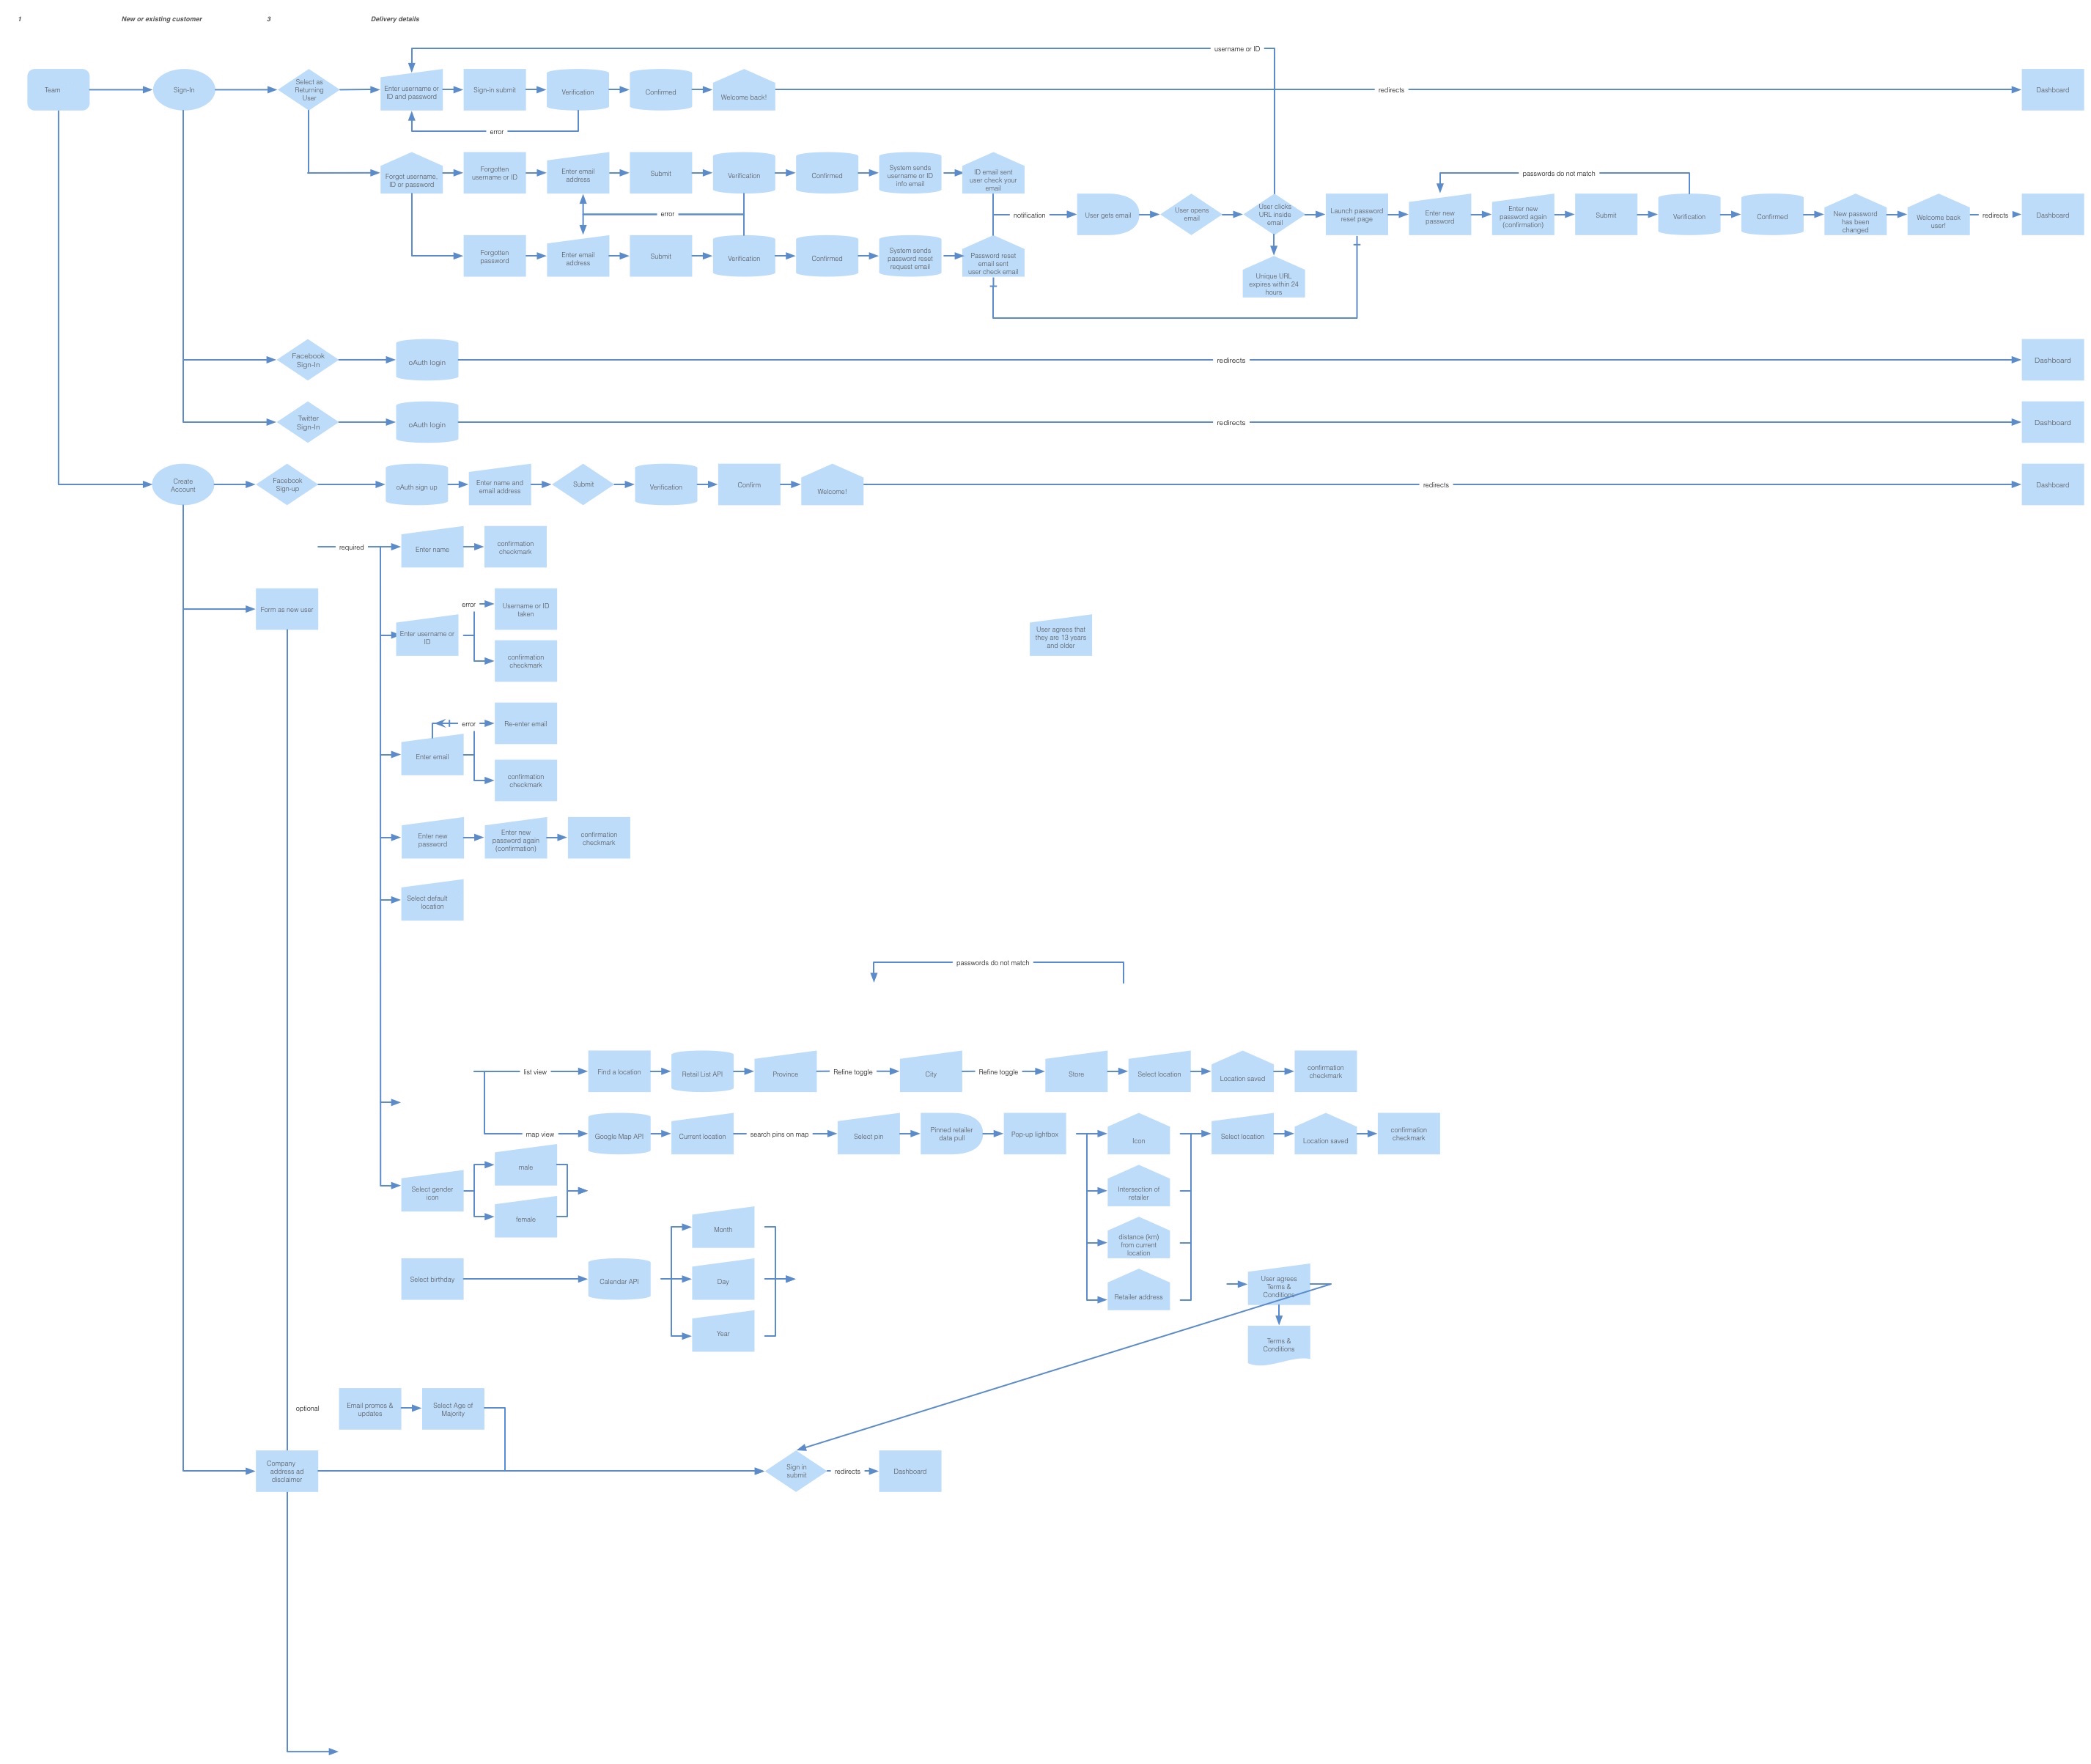 1
New or existing customer
3
Delivery details
username or ID
Team
Sign-In
Select as
Returning
User
Enter username or
ID and password
Sign-in submit
Verification
Confirmed
Welcome back!
redirects
Dashboard
error
Forgot username,
ID or password
Forgotten
username or ID
Enter email
address
Submit
Verification
Confirmed
System sends
username or ID
info email
ID email sent
user check your
email
passwords do not match
error
notification
User gets email
User opens
email
User clicks
URL inside
email
Launch password
reset page
Enter new
password
Enter new
password again
(confirmation)
Submit
Verification
Confirmed
New password
has been
changed
Welcome back
user!
redirects
Dashboard
Forgotten
password
Enter email
address
Submit
Verification
Confirmed
System sends
password reset
request email
Password reset
email sent
user check email
Unique URL
expires within 24
hours
Facebook
Sign-In
oAuth login
redirects
Dashboard
Twitter
Sign-In
oAuth login
redirects
Dashboard
Create
Account
Facebook
Sign-up
oAuth sign up
Enter name and
email address
Submit
Verification
Confirm
Welcome!
redirects
Dashboard
required
Enter name
confirmation
checkmark
Form as new user
Enter username or
ID
error
Username or ID
taken
confirmation
checkmark
User agrees that
they are 13 years
and older
error
Re-enter email
Enter email
confirmation
checkmark
Enter new
password
Enter new
password again
(confirmation)
confirmation
checkmark
Select default
location
passwords do not match
list view
Find a location
Retail List API
Province
Refine toggle
City
Refine toggle
Store
Select location
Location saved
confirmation
checkmark
map view
Google Map API
Current location
search pins on map
Select pin
Pinned retailer
data pull
Pop-up lightbox
Icon
Select location
Location saved
confirmation
checkmark
Select gender
icon
male
female
Intersection of
retailer
distance (km)
from current
location
Retailer address
Select birthday
Calendar API
Month
Day
Year
User agrees
Terms &
Conditions
Terms &
Conditions
optional
Email promos &
updates
Select Age of
Majority
Company
address ad
disclaimer
Sign in
submit
redirects
Dashboard